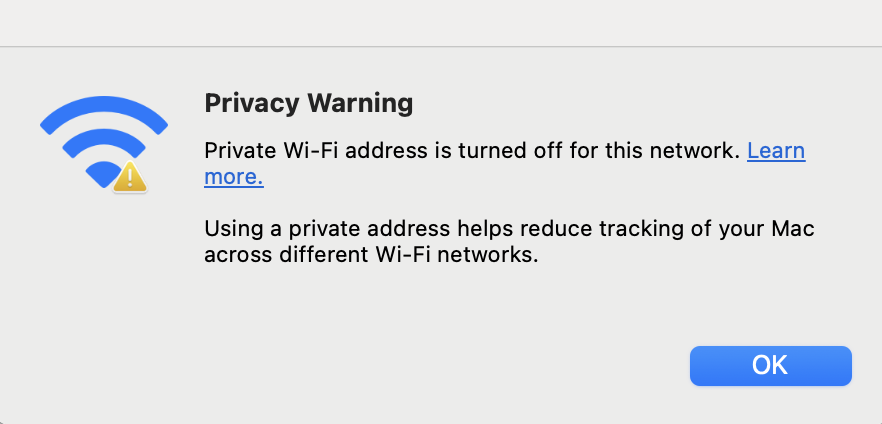 Privacy Warning
Private Wi-Fi address is turned off for this network. Learn
more.
Using a private address helps reduce tracking of your Mac
across different Wi-Fi networks.
OK